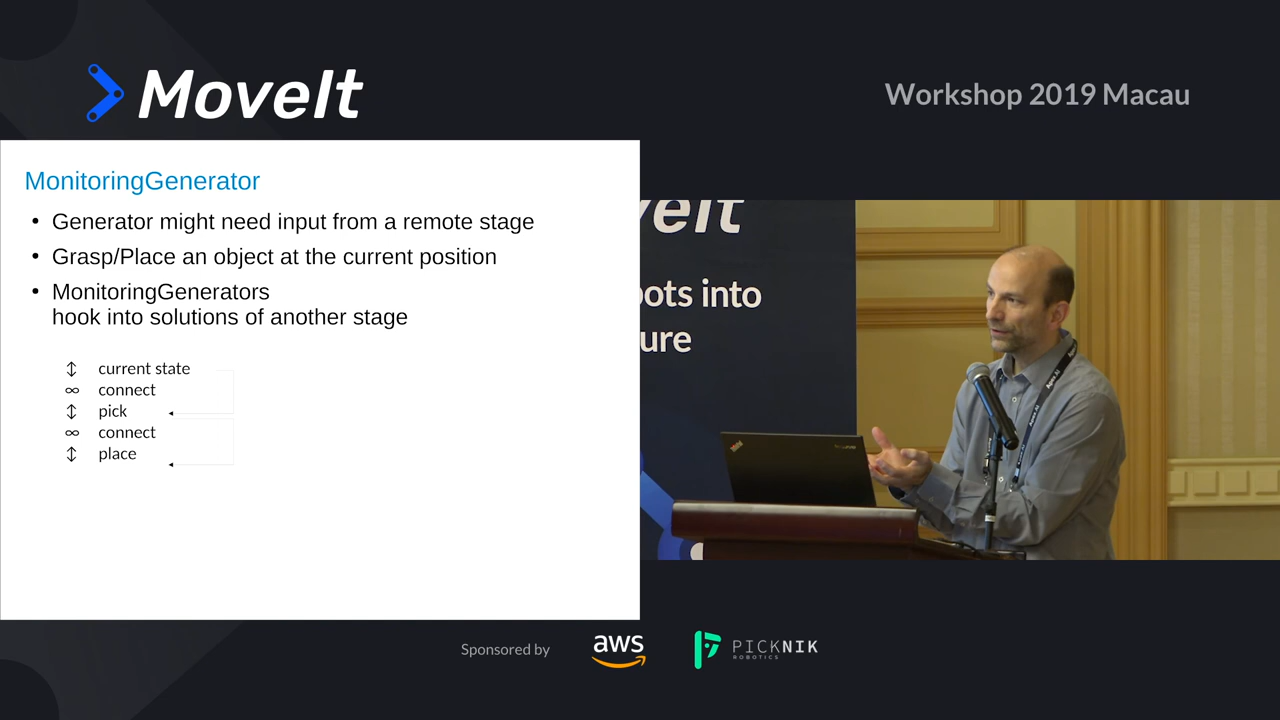 MoveIt
Workshop 2019 Macau
MonitoringGenerator
• Generator might need input from a remote stage
• Grasp/Place an object at the current position
• MonitoringGenerators
hook into solutions of another stage
↕ current state
∞ connect
↕ pick
∞ connect
↕ place
veIt
oots into
ure
Sponsored by
aws
PICKNIK
ROBOTICS